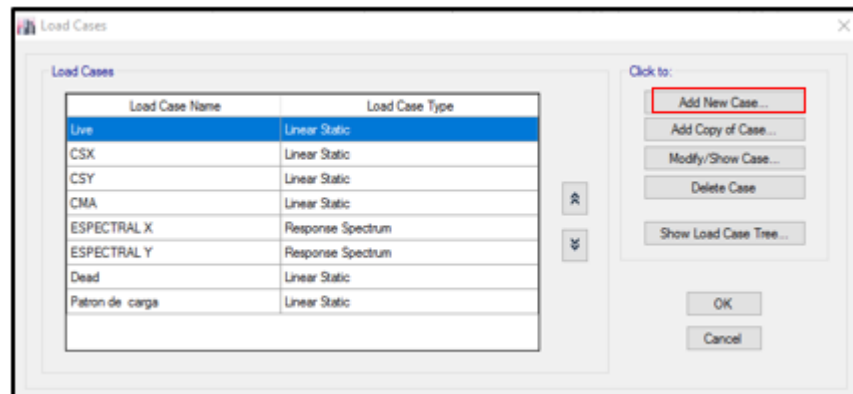 Load Cases
Load Cases
Click to:
Load Case Name Load Case Type
Live Linear Static
CSX Linear Static
CSY Linear Static
CMA Linear Static
ESPECTRAL X Response Spectrum
ESPECTRAL Y Response Spectrum
Dead Linear Static
Patron de carga Linear Static
Add New Case...
Add Copy of Case...
Modify/Show Case...
Delete Case
Show Load Case Tree...
OK
Cancel